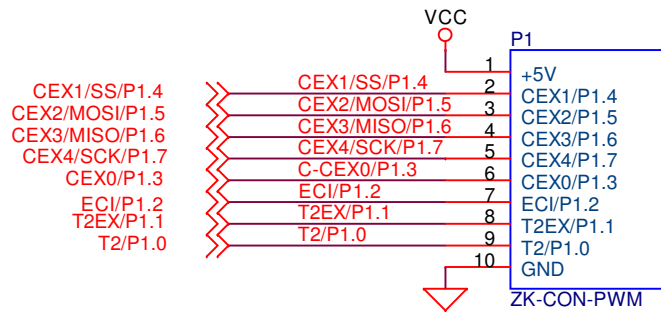 VCC
P1
1 +5V
CEX1/SS/P1.4 CEX1/SS/P1.4 2 CEX1/P1.4
CEX2/MOSI/P1.5 CEX2/MOSI/P1.5 3 CEX2/P1.5
CEX3/MISO/P1.6 CEX3/MISO/P1.6 4 CEX3/P1.6
CEX4/SCK/P1.7 CEX4/SCK/P1.7 5 CEX4/P1.7
CEX0/P1.3 C-CEX0/P1.3 6 CEX0/P1.3
ECI/P1.2 ECI/P1.2 7 ECI/P1.2
T2EX/P1.1 T2EX/P1.1 8 T2EX/P1.1
T2/P1.0 T2/P1.0 9 T2/P1.0
10 GND
ZK-CON-PWM